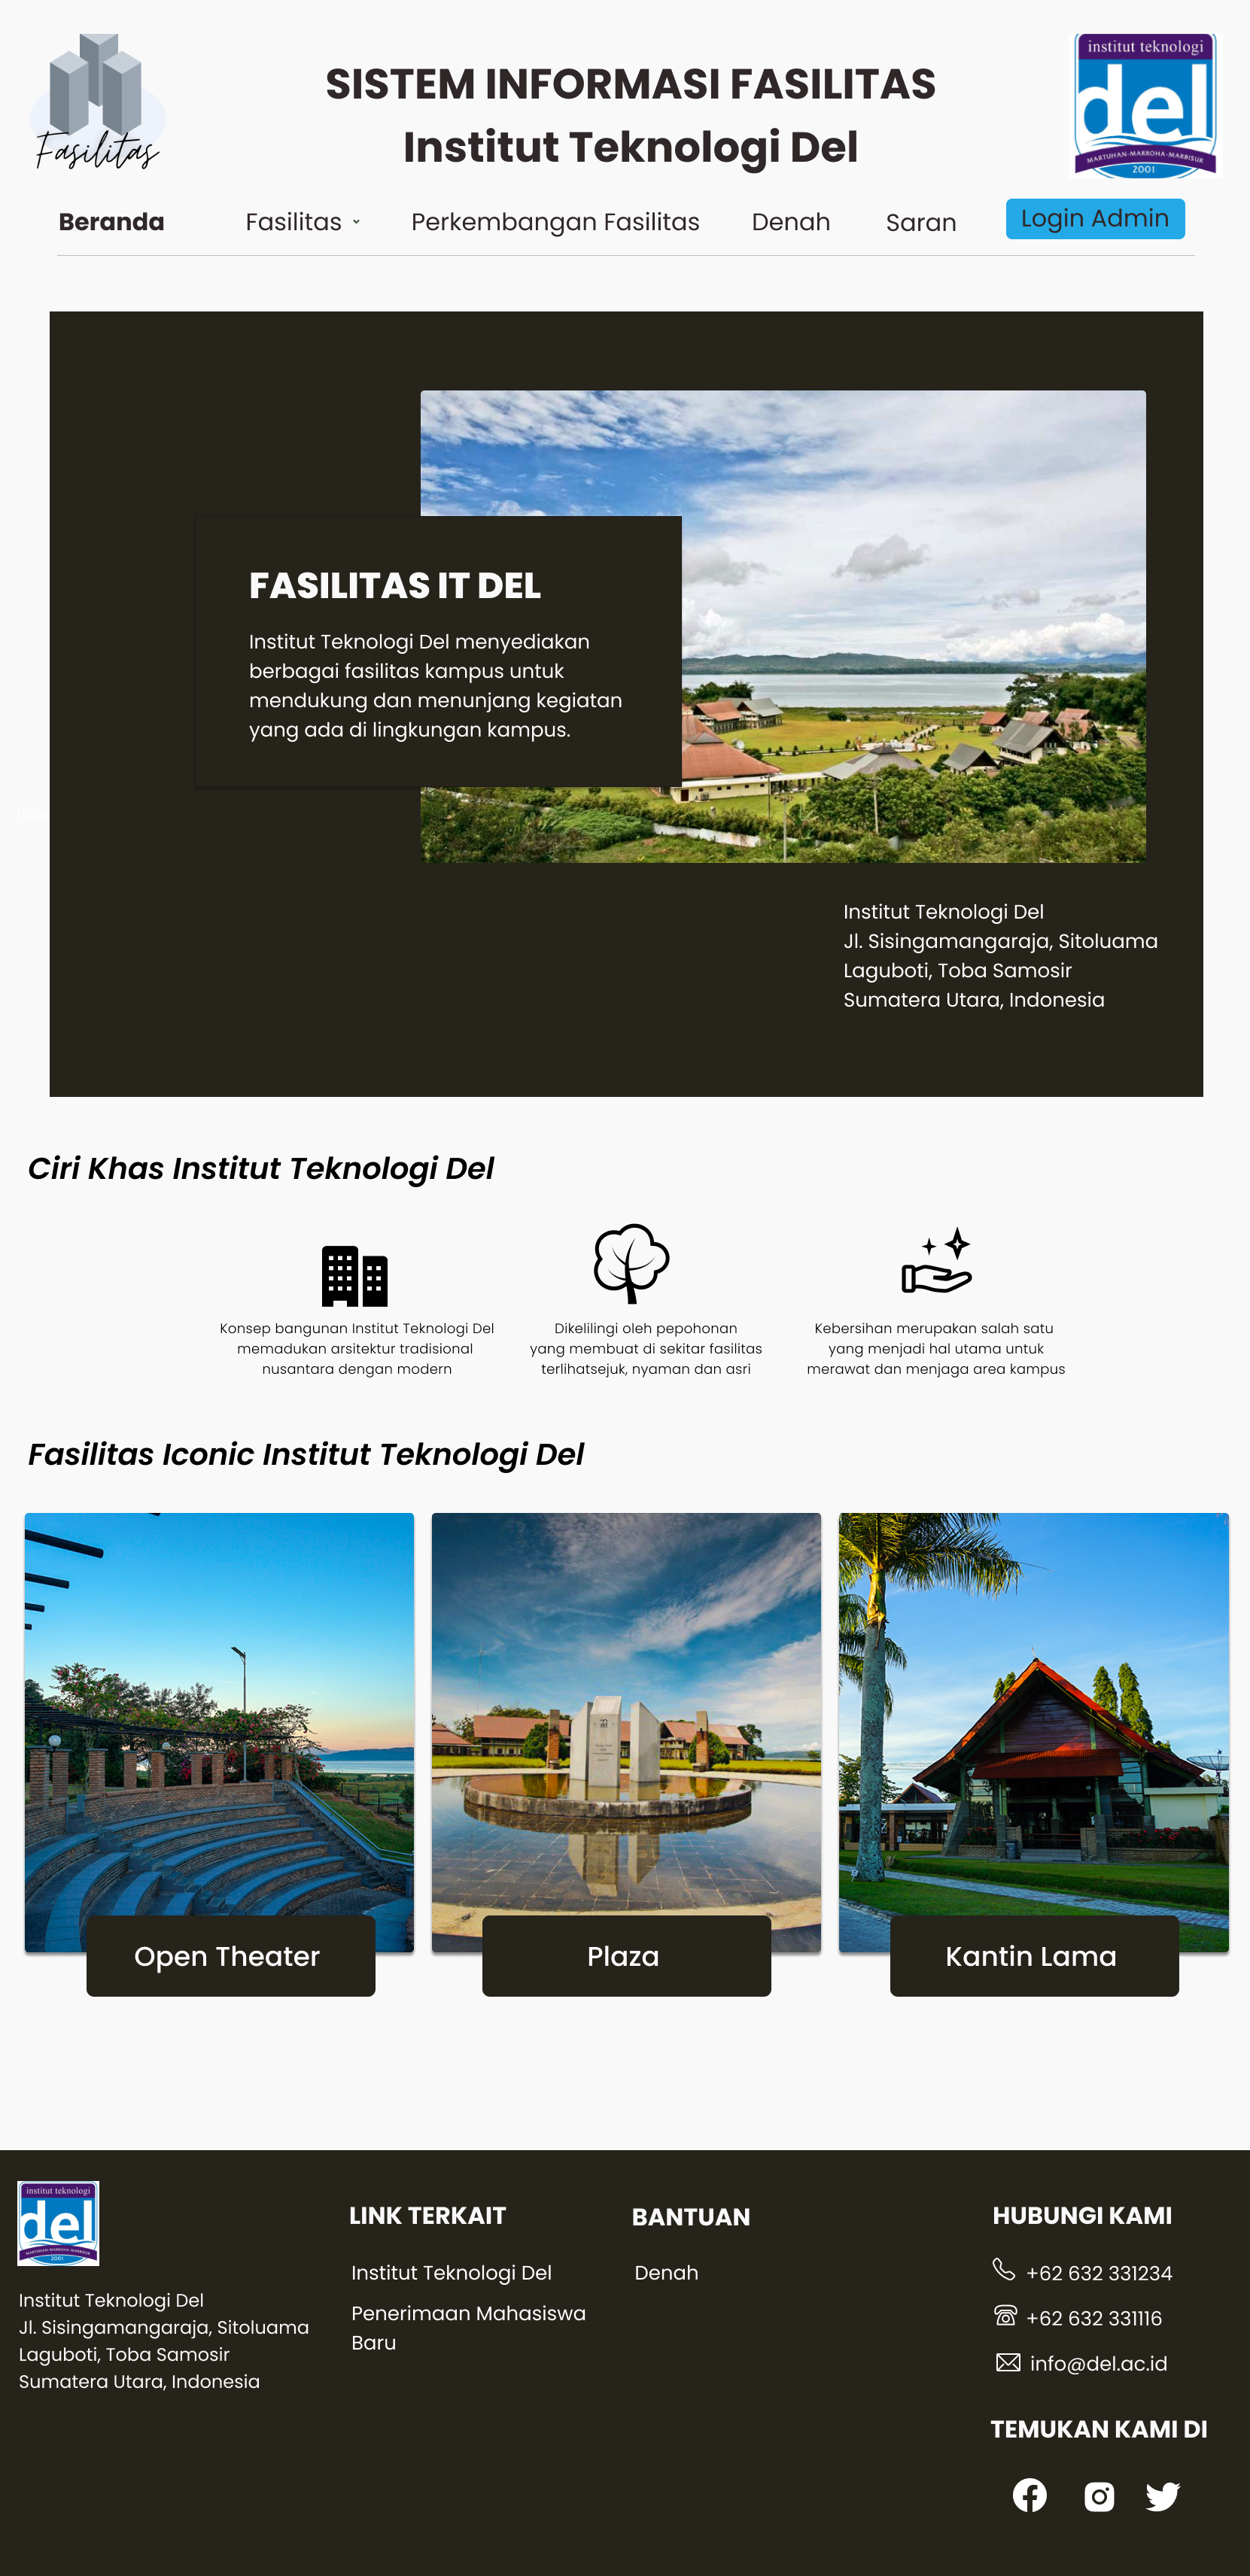 Fasilitas
SISTEM INFORMASI FASILITAS
Institut Teknologi Del
institut teknologi
del
MARTUHAN-MARROHA-MARBISUK
2001
Beranda
Fasilitas
Perkembangan Fasilitas
Denah
Saran
Login Admin
FASILITAS IT DEL
Institut Teknologi Del menyediakan
berbagai fasilitas kampus untuk
mendukung dan menunjang kegiatan
yang ada di lingkungan kampus.
Institut Teknologi Del
Jl. Sisingamangaraja, Sitoluama
Laguboti, Toba Samosir
Sumatera Utara, Indonesia
Ciri Khas Institut Teknologi Del
Konsep bangunan Institut Teknologi Del
memadukan arsitektur tradisional
nusantara dengan modern
Dikelilingi oleh pepohonan
yang membuat di sekitar fasilitas
terlihatsejuk, nyaman dan asri
Kebersihan merupakan salah satu
yang menjadi hal utama untuk
merawat dan menjaga area kampus
Fasilitas Iconic Institut Teknologi Del
Open Theater
Plaza
Kantin Lama
institut teknologi
del
MARTUHAN-MARROHA-MARBISUK
2001
Institut Teknologi Del
Jl. Sisingamangaraja, Sitoluama
Laguboti, Toba Samosir
Sumatera Utara, Indonesia
LINK TERKAIT
Institut Teknologi Del
Penerimaan Mahasiswa
Baru
BANTUAN
Denah
HUBUNGI KAMI
+62 632 331234
+62 632 331116
info@del.ac.id
TEMUKAN KAMI DI